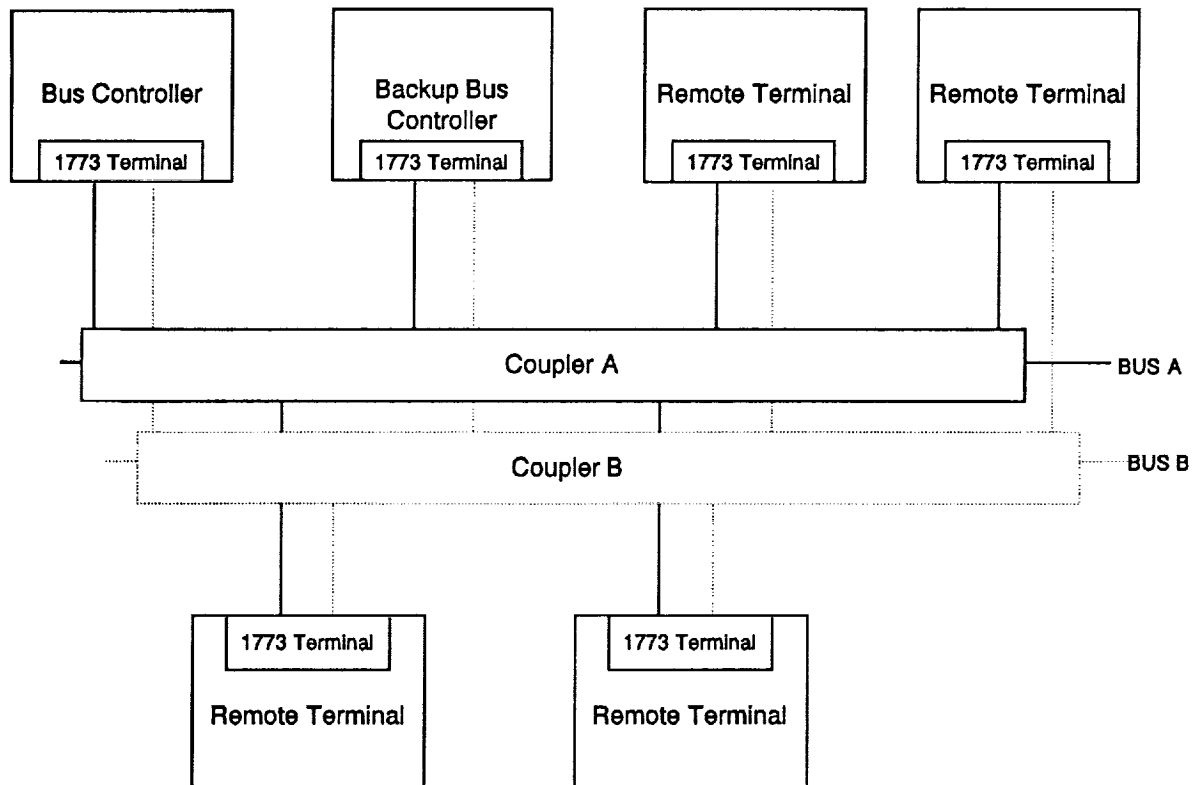 Bus Controller
1773 Terminal
Backup Bus
Controller
1773 Terminal
Remote Terminal
1773 Terminal
Remote Terminal
1773 Terminal
Coupler A
BUS A
Coupler B
BUS B
1773 Terminal
Remote Terminal
1773 Terminal
Remote Terminal